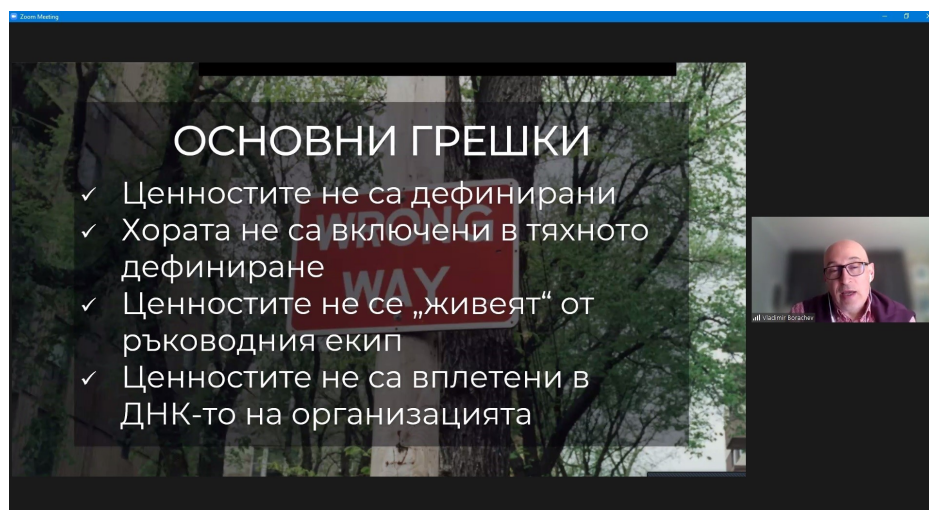 Zoom Meeting
ОСНОВНИ ГРЕШКИ
✓ Ценностите не са дефинирани
✓ Хората не са включени в тяхното
дефиниране
✓ Ценностите не се „живеят“ от
ръководния екип
✓ Ценностите не са вплетени в
ДНК-то на организацията
WRONG
WAY
Vladimir Borachev